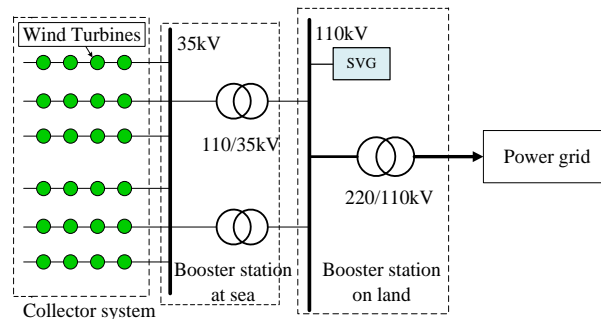 Wind Turbines
35kV
110kV
SVG
110/35kV
Power grid
220/110kV
Booster station
at sea
Booster station
on land
Collector system